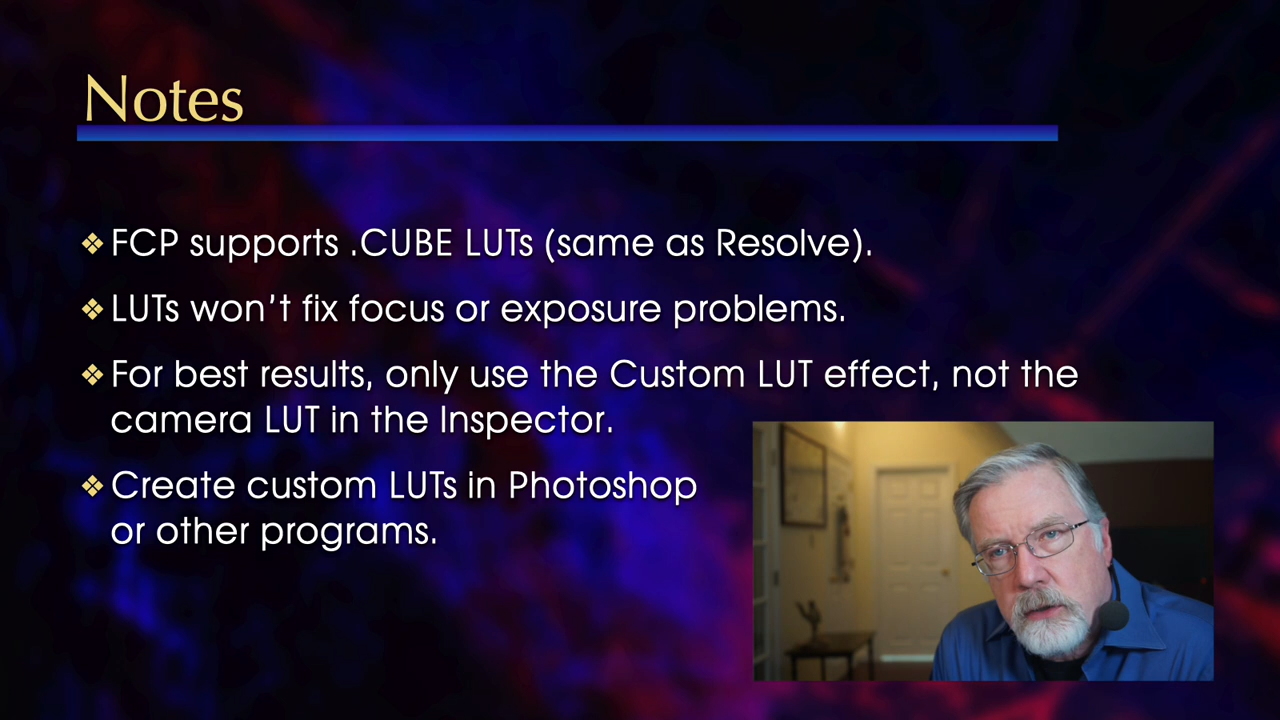 Notes
FCP supports .CUBE LUTs (same as Resolve).
LUTs won’t fix focus or exposure problems.
For best results, only use the Custom LUT effect, not the
camera LUT in the Inspector.
Create custom LUTs in Photoshop
or other programs.